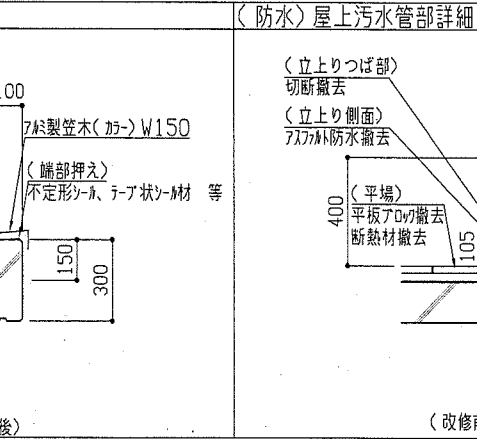 (防水)屋上汚水管部詳細
00
アルミ製笠木(カラー) W150
(端部押え)
不定形シール、テープ状シール材 等
150
300
後)
(立上りつば部)
切断撤去
(立上り側面)
アスファルト防水撤去
400
(平場)
平板ブロック撤去
断熱材撤去
105
(改修